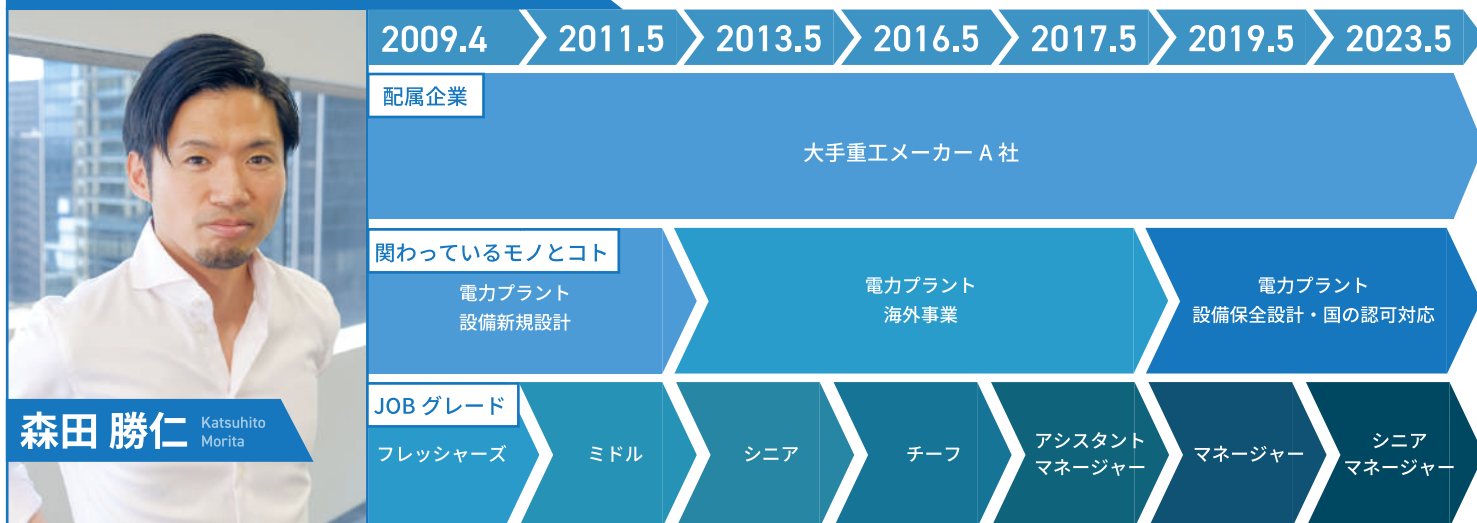 2009.4
2011.5
2013.5
2016.5
2017.5
2019.5
2023.5
配属企業
大手重工メーカー A 社
関わっているモノとコト
電力プラント
設備新規設計
電力プラント
海外事業
電力プラント
設備保全設計・国の認可対応
JOB グレード
フレッシャーズ
ミドル
シニア
チーフ
アシスタント
マネージャー
マネージャー
シニア
マネージャー
森田 勝仁
Katsuhito
Morita